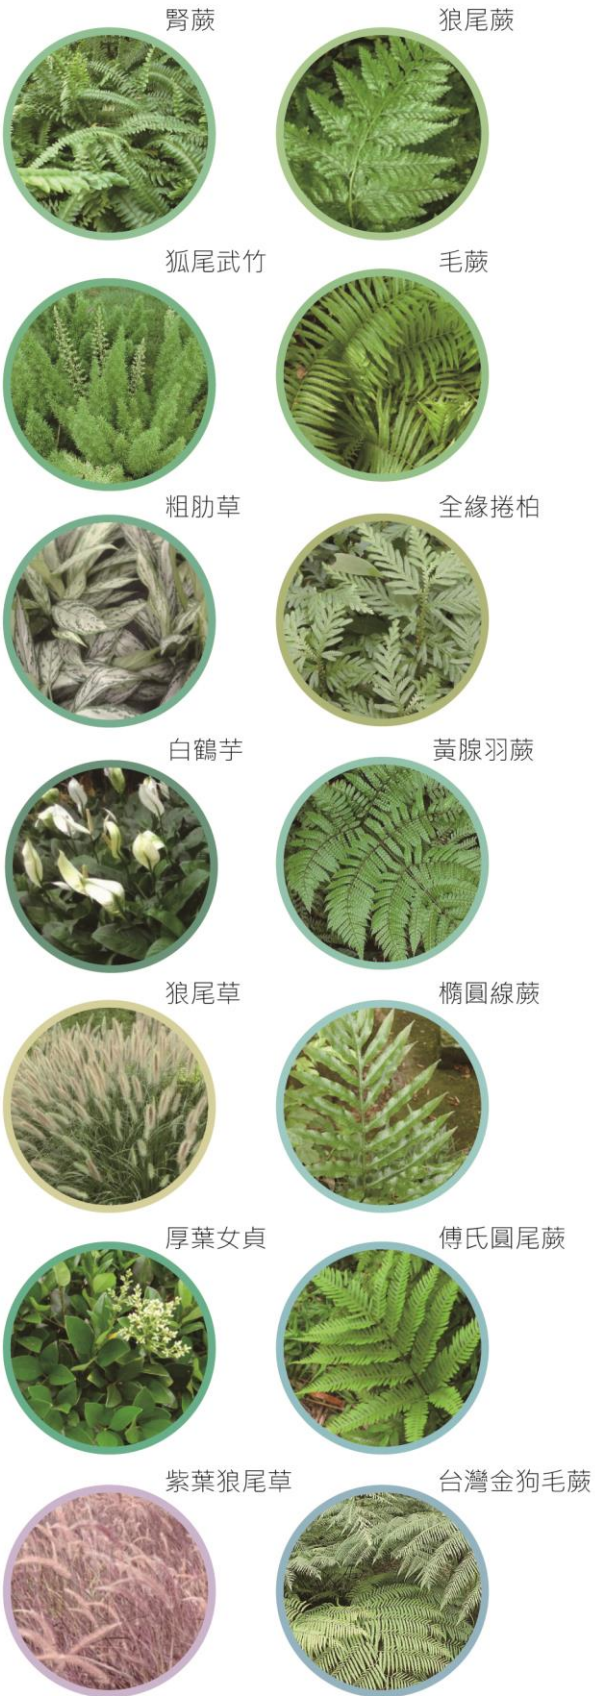 腎蕨
狼尾蕨
狐尾武竹
毛蕨
粗肋草
全緣捲柏
白鶴芋
黃腺羽蕨
狼尾草
橢圓線蕨
厚葉女貞
傅氏圓尾蕨
紫葉狼尾草
台灣金狗毛蕨